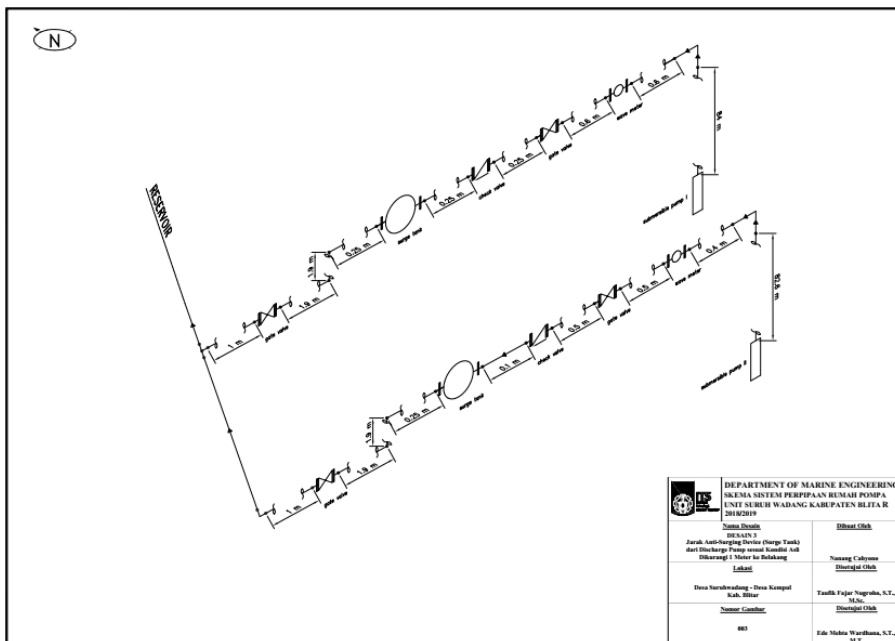 N
RESERVOIR
84 m
submersible pump 1
0.6 m
wave meter
0.6 m
gate valve
0.25 m
check valve
0.25 m
surge tank
0.25 m
1.9 m
1.9 m
gate valve
1 m
submersible pump 2
0.4 m
wave meter
0.5 m
gate valve
0.5 m
check valve
0.1 m
surge tank
0.25 m
1.9 m
1.9 m
gate valve
1 m
ITS
DEPARTMENT OF MARINE ENGINEERING
SKEMA SISTEM PERPIPAAN RUMAH POMPA
UNIT SURUH WADANG KABUPATEN BLITA R
2018/2019
Nama Desain
DESAIN 3
Jarak Anti-Surging Device (Surge Tank)
dari Discharge Pump sesuai Kondisi Asli
Dikurangi 1 Meter ke Belakang
Dibuat Oleh
Nanang Cahyono
Lokasi
Desa Suruhwadang - Desa Kempul
Kab. Blitar
Disetujui Oleh
Taufik Fajar Nugroho, S.T.,
M.Sc.
Nomor Gambar
003
Disetujui Oleh
Ede Mehta Wardhana, S.T.,
M.T.